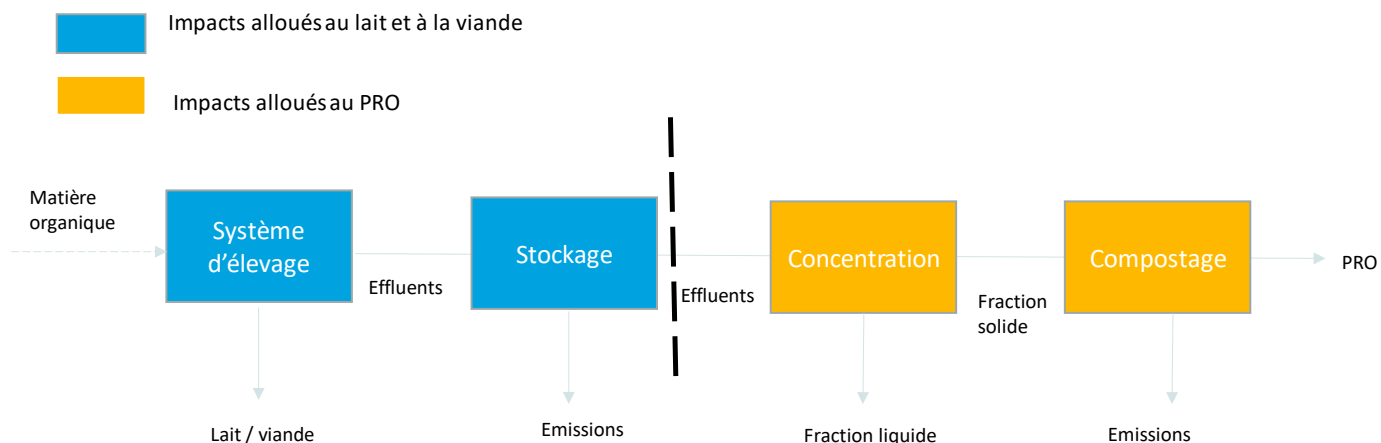 Impacts alloués au lait et à la viande
Impacts alloués au PRO
Matière
organique
Système
d'élevage
Effluents
Stockage
Effluents
Concentration
Fraction
solide
Compostage
PRO
Lait / viande
Emissions
Fraction liquide
Emissions